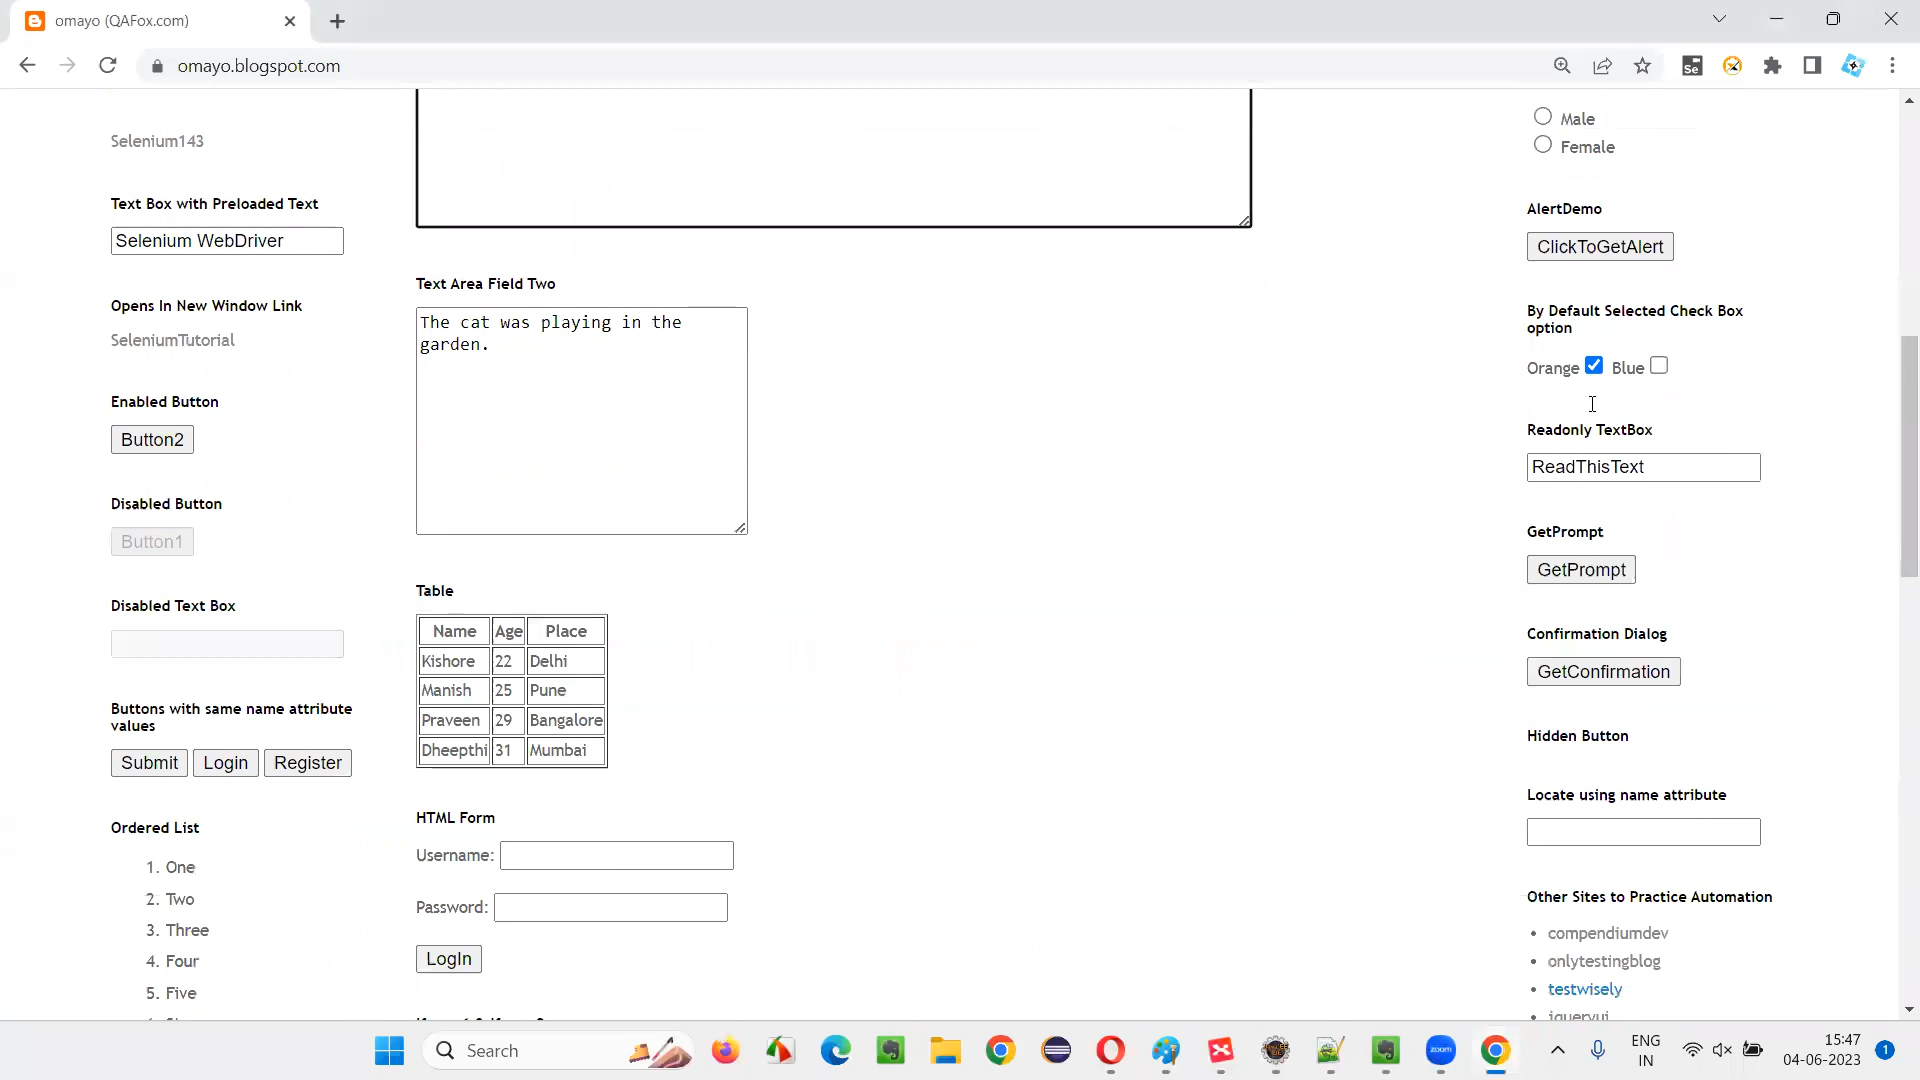 omayo (QAFox.com)
omayo.blogspot.com
Selenium143
Text Box with Preloaded Text
Selenium WebDriver
Opens In New Window Link
SeleniumTutorial
Enabled Button
Button2
Disabled Button
Button1
Disabled Text Box
Buttons with same name attribute
values
Submit Login Register
Ordered List
1. One
2. Two
3. Three
4. Four
5. Five
Text Area Field Two
The cat was playing in the
garden.
Table
Name Age Place
Kishore 22 Delhi
Manish 25 Pune
Praveen 29 Bangalore
Dheepthi 31 Mumbai
HTML Form
Username:
Password:
LogIn
Male
Female
AlertDemo
ClickToGetAlert
By Default Selected Check Box
option
Orange Blue
Readonly TextBox
ReadThisText
GetPrompt
GetPrompt
Confirmation Dialog
GetConfirmation
Hidden Button
Locate using name attribute
Other Sites to Practice Automation
compendiumdev
onlytestingblog
testwisely
jqueryui
Search
zoom
ENG
IN
15:47
04-06-2023
1